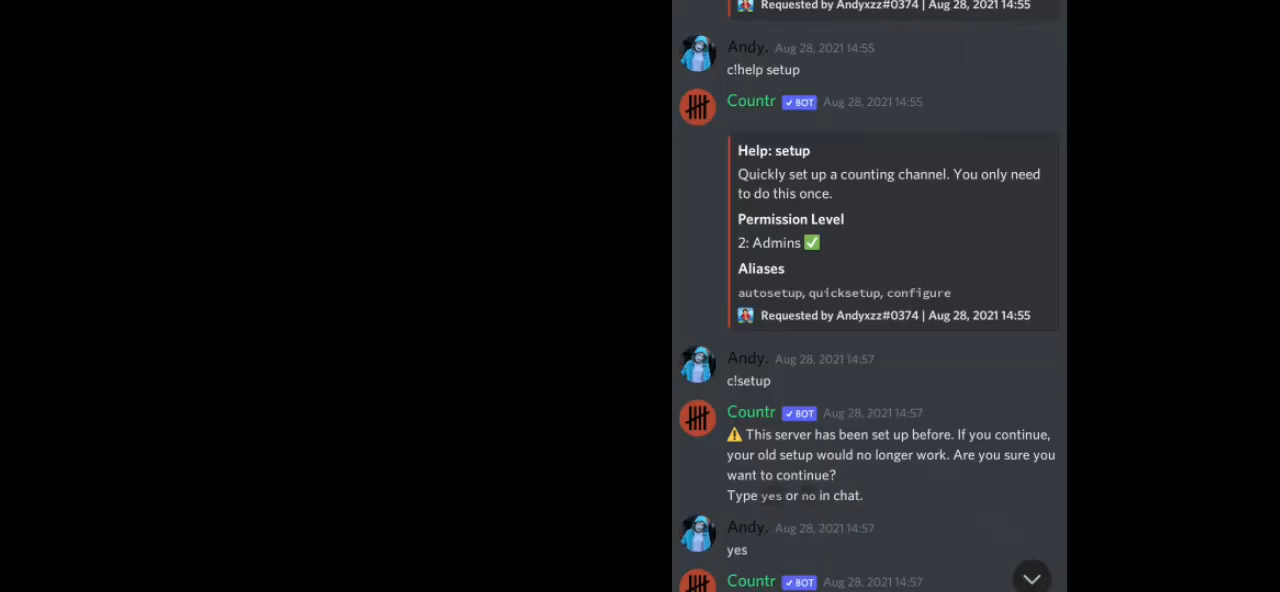 Requested by Andyxzz#0374 | Aug 28, 2021 14:55
Andy. Aug 28, 2021 14:55
c!help setup
Countr ✓ BOT Aug 28, 2021 14:55
Help: setup
Quickly set up a counting channel. You only need
to do this once.
Permission Level
2: Admins ✅
Aliases
autosetup, quicksetup, configure
Requested by Andyxzz#0374 | Aug 28, 2021 14:55
Andy. Aug 28, 2021 14:57
c!setup
Countr ✓ BOT Aug 28, 2021 14:57
⚠️ This server has been set up before. If you continue,
your old setup would no longer work. Are you sure you
want to continue?
Type yes or no in chat.
Andy. Aug 28, 2021 14:57
yes
Countr ✓ BOT Aug 28, 2021 14:57